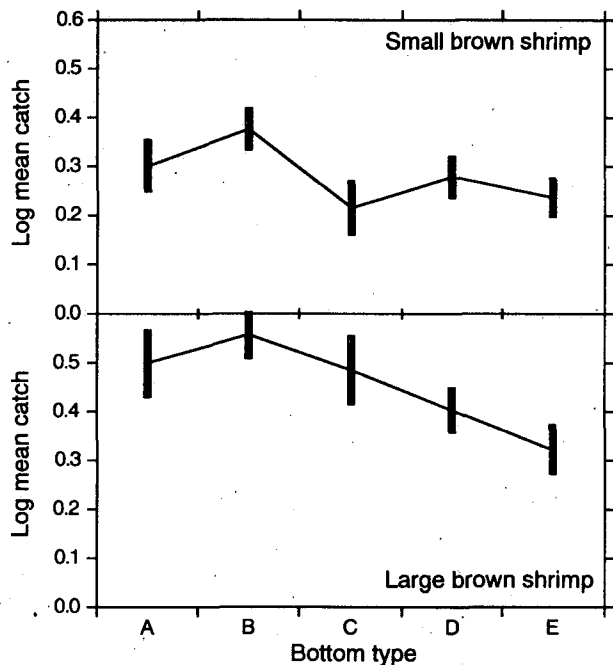 0.6
Small brown shrimp
0.5
0.4
0.3
0.2
0.1
0.0
Log mean catch
0.5
0.4
0.3
0.2
0.1
0.0
Log mean catch
Large brown shrimp
A B C D E
Bottom type